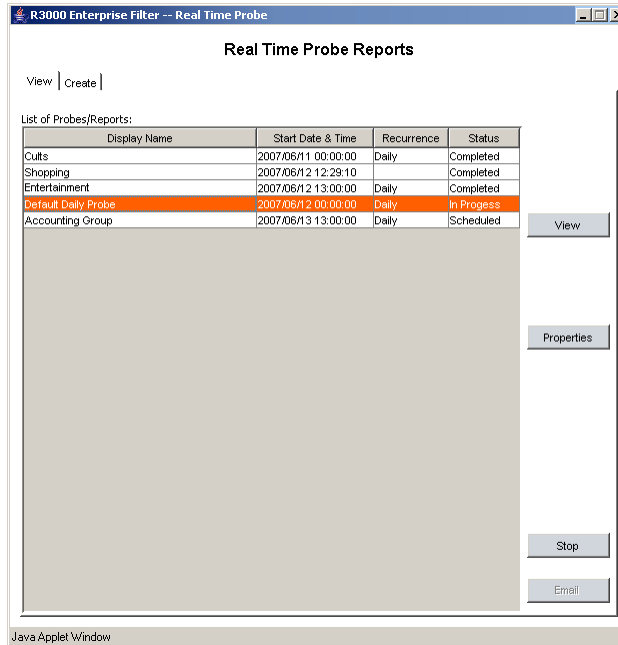 R3000 Enterprise Filter -- Real Time Probe
Real Time Probe Reports
View Create
List of Probes/Reports:
Display Name Start Date & Time Recurrence Status
Cults 2007/06/11 00:00:00 Daily Completed
Shopping 2007/06/12 12:29:10 Completed
Entertainment 2007/06/12 13:00:00 Daily Completed
Default Daily Probe 2007/06/12 00:00:00 Daily In Progess
Accounting Group 2007/06/13 13:00:00 Daily Scheduled
View
Properties
Stop
Email
Java Applet Window